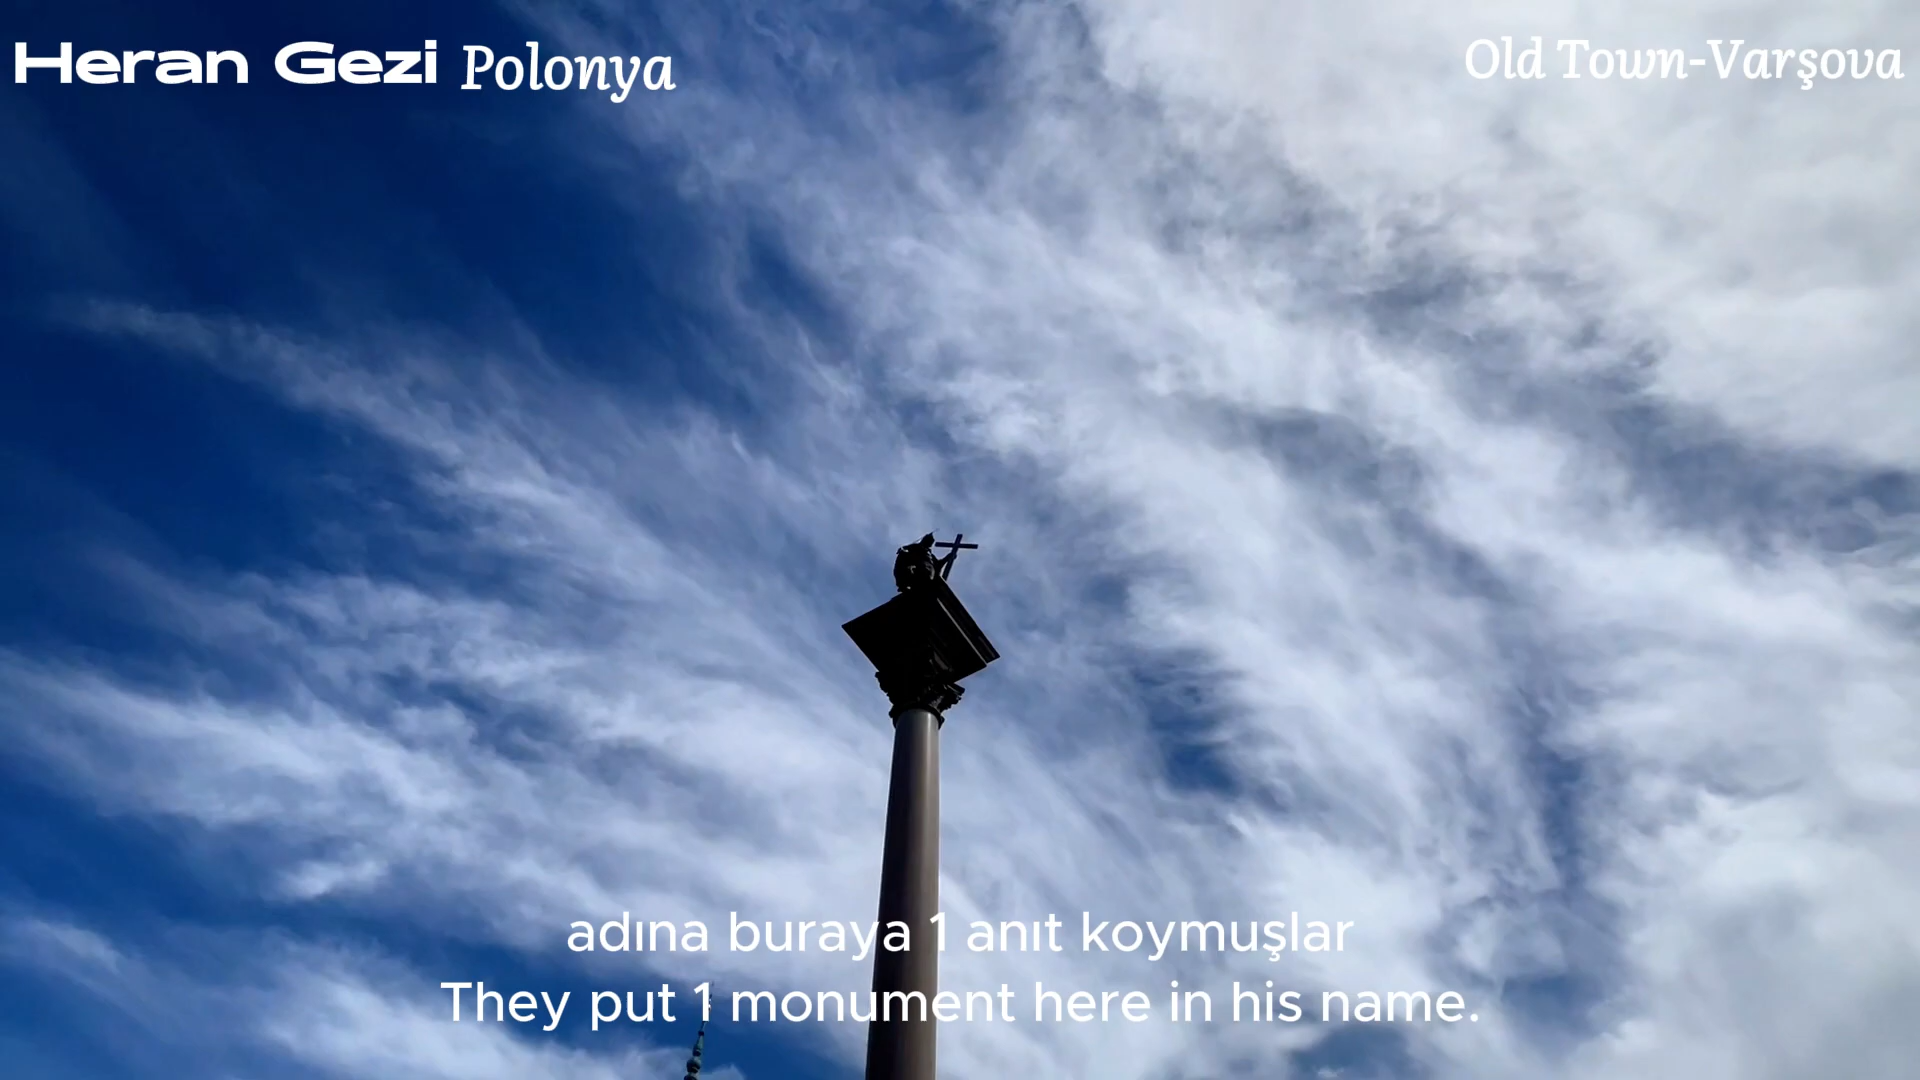 Heran Gezi Polonya
Old Town-Varşova
adına buraya 1 anıt koymuşlar
They put 1 monument here in his name.